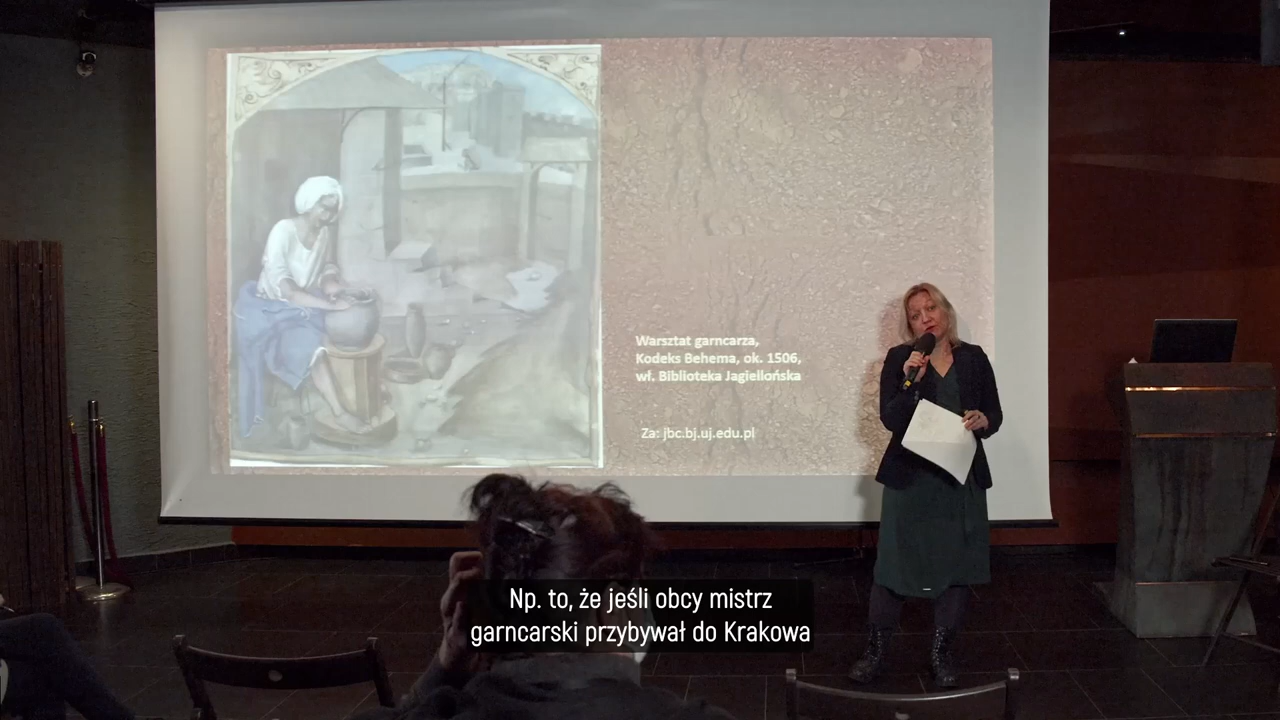 Warsztat garncarza,
Kodeks Behema, ok. 1506,
wł. Biblioteka Jagiellońska
Za: jbc.bj.uj.edu.pl
Np. to, że jeśli obcy mistrz
garncarski przybywał do Krakowa